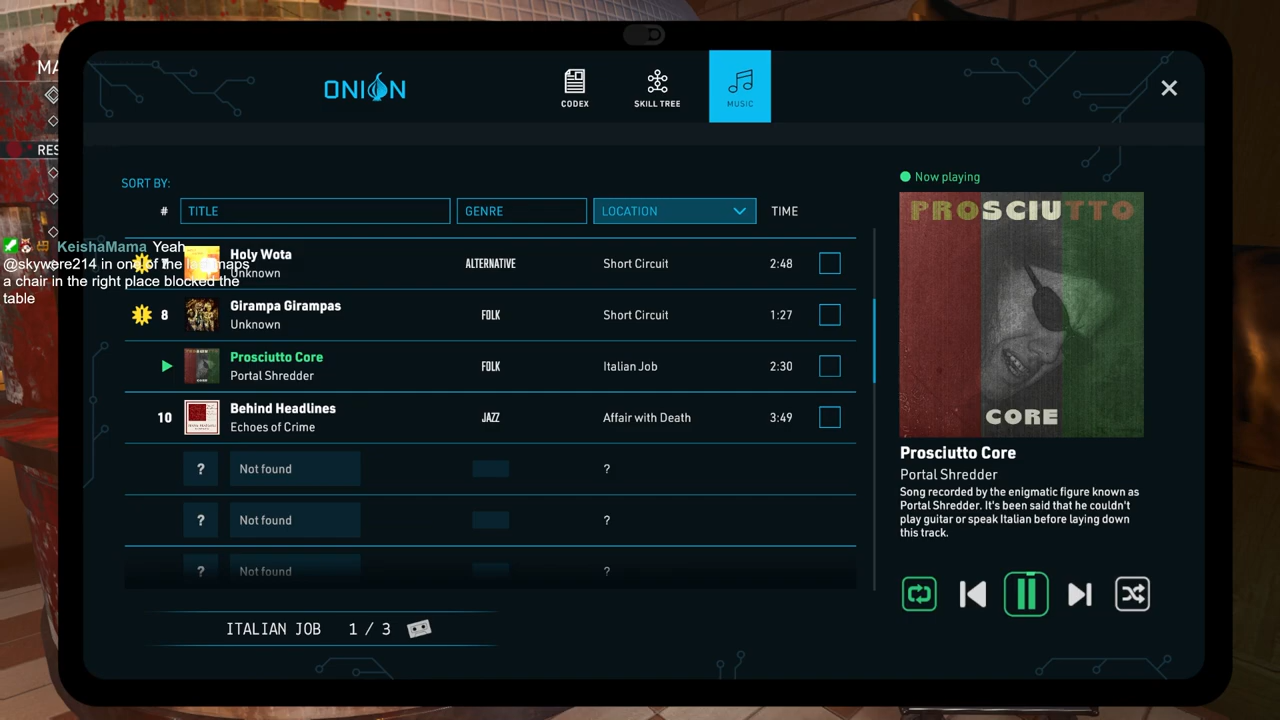 MA
RES
ONION
CODEX
SKILL TREE
MUSIC
SORT BY:
# TITLE GENRE LOCATION TIME
7 Holy Wota ALTERNATIVE Short Circuit 2:48
Unknown
8 Girampa Girampas FOLK Short Circuit 1:27
Unknown
Prosciutto Core FOLK Italian Job 2:30
Portal Shredder
10 Behind Headlines JAZZ Affair with Death 3:49
Echoes of Crime
? Not found ?
? Not found ?
? Not found ?
ITALIAN JOB 1 / 3
KeishaMama Yeah
@skywere214 in one of the last maps
a chair in the right place blocked the
table
Now playing
PROSCIUTTO
CORE
Prosciutto Core
Portal Shredder
Song recorded by the enigmatic figure known as
Portal Shredder. It's been said that he couldn't
play guitar or speak Italian before laying down
this track.